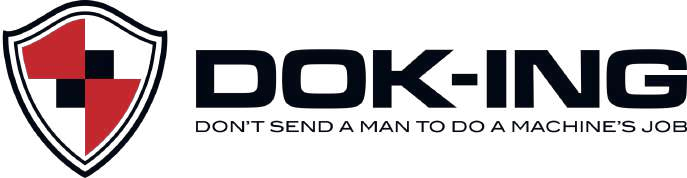 DOK-ING
DON'T SEND A MAN TO DO A MACHINE'S JOB